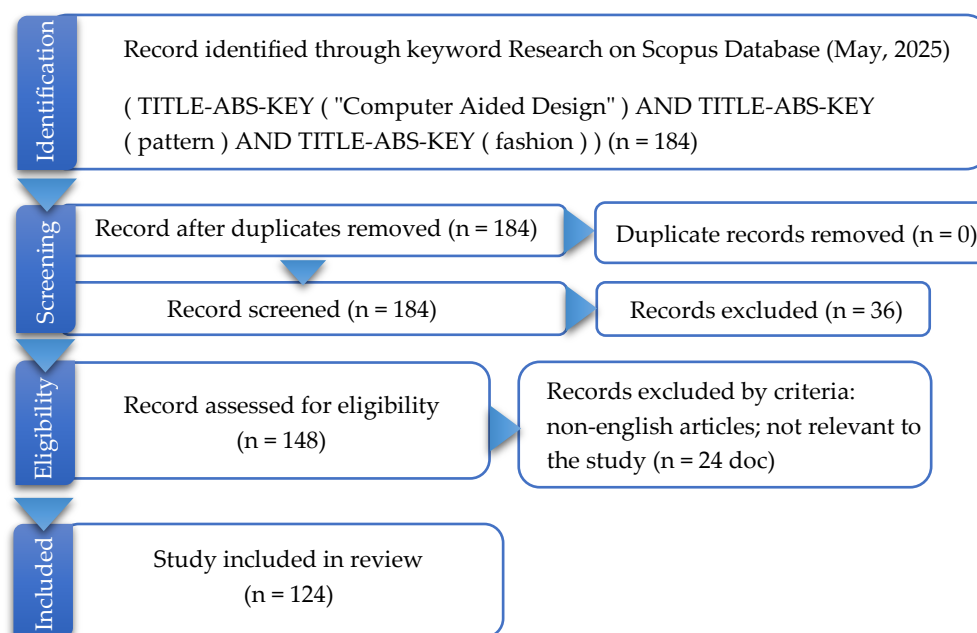 Identification
Record identified through keyword Research on Scopus Database (May, 2025)
( TITLE-ABS-KEY ( "Computer Aided Design" ) AND TITLE-ABS-KEY
( pattern ) AND TITLE-ABS-KEY ( fashion ) ) (n = 184)
Screening
Record after duplicates removed (n = 184)
Duplicate records removed (n = 0)
Record screened (n = 184)
Records excluded (n = 36)
Eligibility
Record assessed for eligibility
(n = 148)
Records excluded by criteria:
non-english articles; not relevant to
the study (n = 24 doc)
Included
Study included in review
(n = 124)